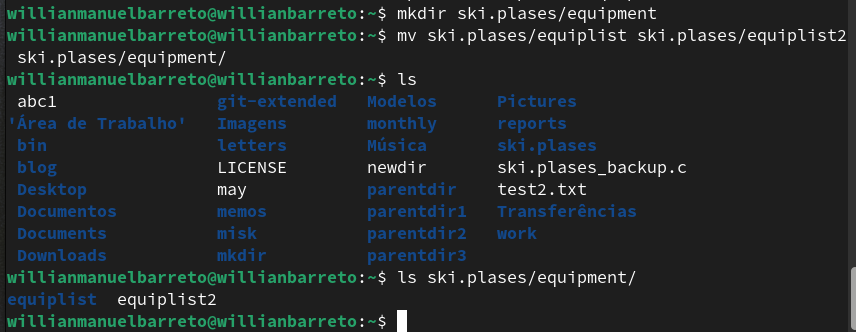 willianmanuelbarreto@willianbarreto:~$ mkdir ski.plases/equipment
willianmanuelbarreto@willianbarreto:~$ mv ski.plases/equiplist ski.plases/equiplist2
ski.plases/equipment/
willianmanuelbarreto@willianbarreto:~$ ls
abc1 git-extended Modelos Pictures
'Área de Trabalho' Imagens monthly reports
bin letters Música ski.plases
blog LICENSE newdir ski.plases_backup.c
Desktop may parentdir test2.txt
Documentos memos parentdir1 Transferências
Documents misk parentdir2 work
Downloads mkdir parentdir3
willianmanuelbarreto@willianbarreto:~$ ls ski.plases/equipment/
equiplist equiplist2
willianmanuelbarreto@willianbarreto:~$